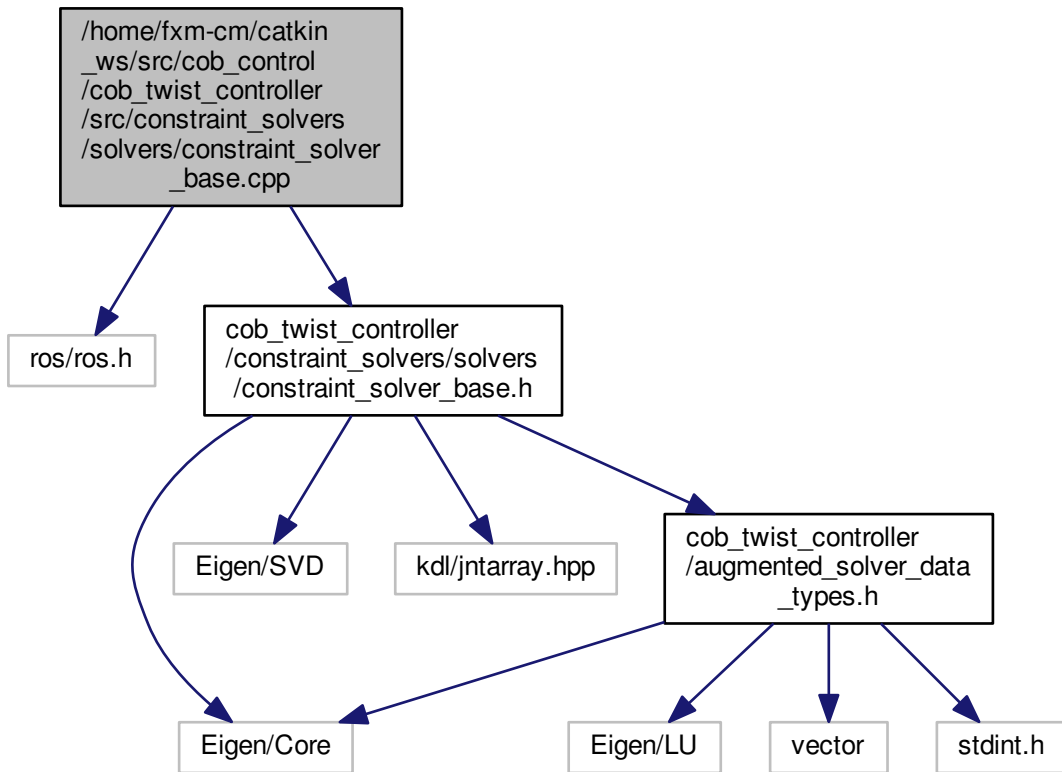 /home/fxm-cm/catkin
_ws/src/cob_control
/cob_twist_controller
/src/constraint_solvers
/solvers/constraint_solver
_base.cpp
ros/ros.h
cob_twist_controller
/constraint_solvers/solvers
/constraint_solver_base.h
Eigen/SVD
kdl/jntarray.hpp
cob_twist_controller
/augmented_solver_data
_types.h
Eigen/Core
Eigen/LU
vector
stdint.h